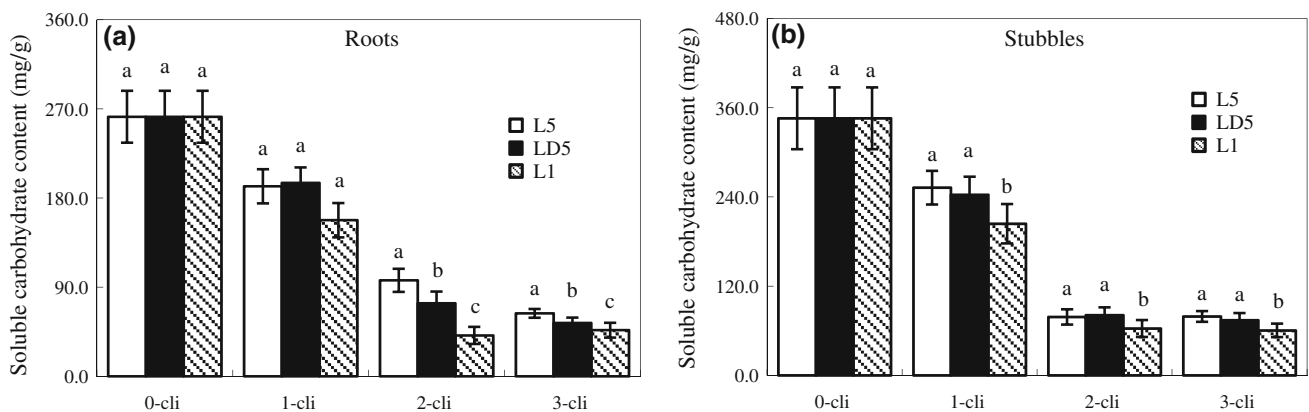 (a)
Roots
Soluble carbohydrate content (mg/g)
360.0
270.0
180.0
90.0
0.0
a a a
a a a
a b c
a b c
L5
LD5
L1
0-cli 1-cli 2-cli 3-cli
(b)
Stubbles
Soluble carbohydrate content (mg/g)
480.0
360.0
240.0
120.0
0.0
a a a
a a b
a a b
a a b
L5
LD5
L1
0-cli 1-cli 2-cli 3-cli